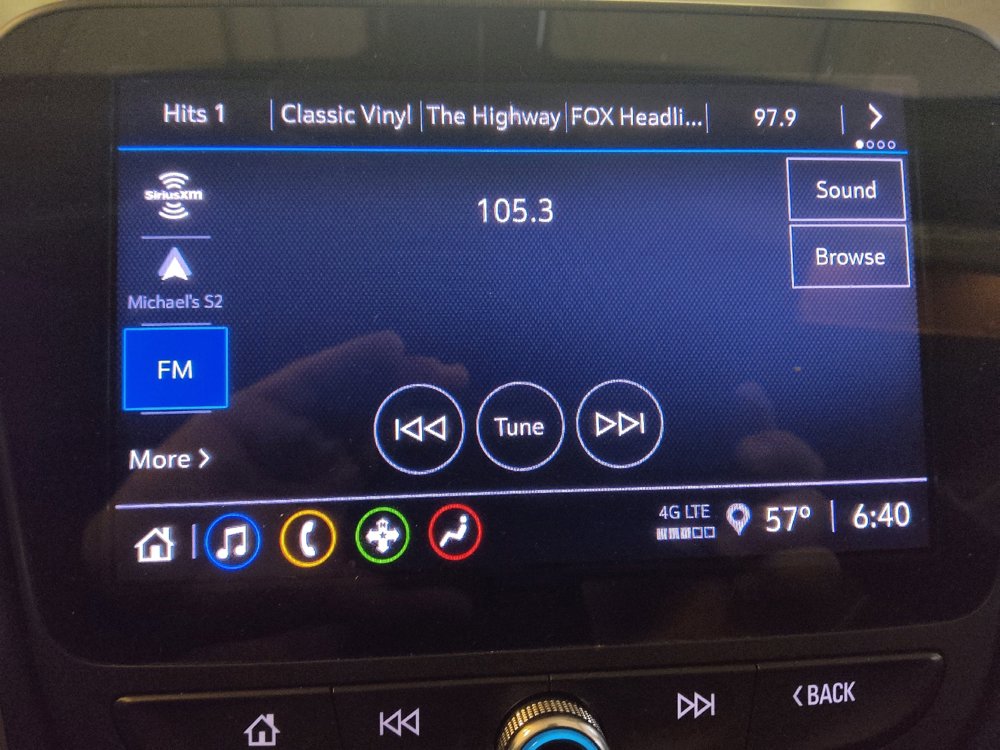 Hits 1 Classic Vinyl The Highway FOX Headli... 97.9
SiriusXM
105.3
Sound
Browse
Michael's S2
FM
Tune
More
4G LTE
57° 6:40
BACK